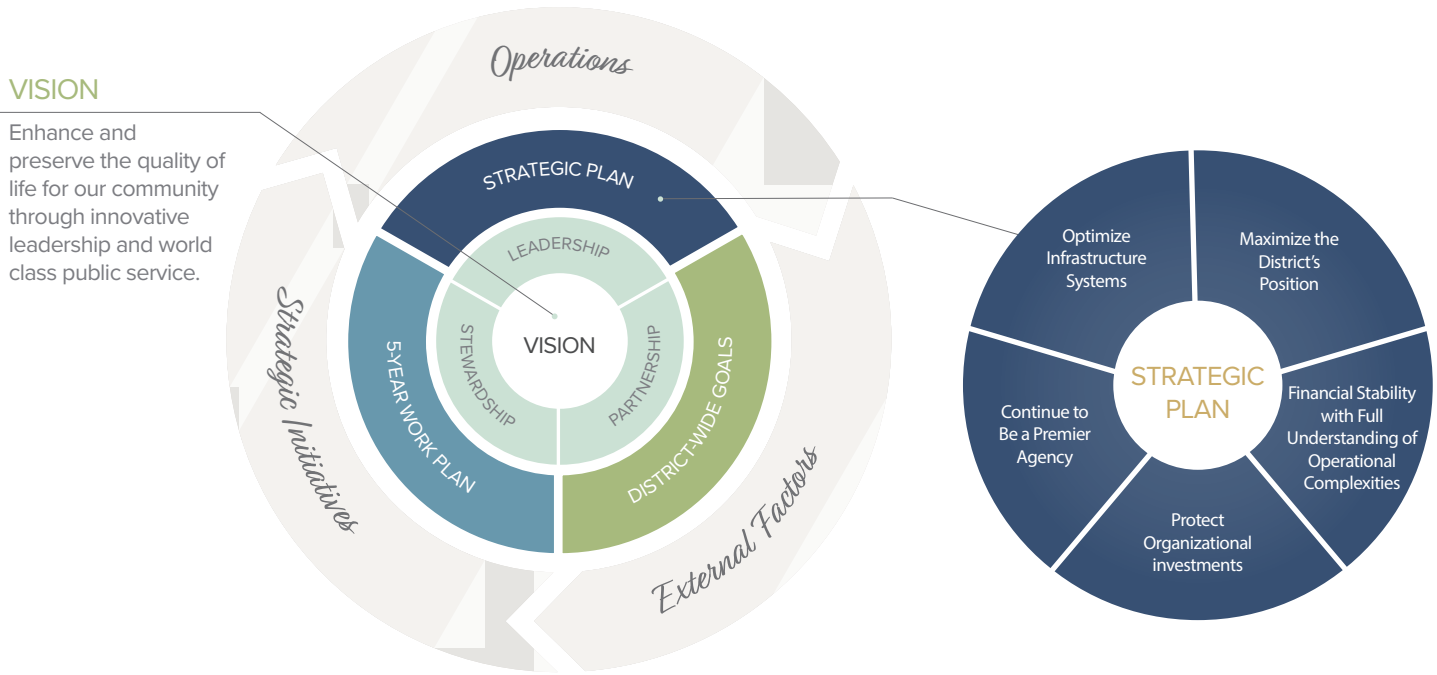 VISION
Enhance and
preserve the quality of
life for our community
through innovative
leadership and world
class public service.
Operations
Strategic Initiatives
External Factors
STRATEGIC PLAN
5-YEAR WORK PLAN
DISTRICT-WIDE GOALS
LEADERSHIP
STEWARDSHIP
PARTNERSHIP
VISION
Optimize
Infrastructure
Systems
Maximize the
District's
Position
Continue to
Be a Premier
Agency
STRATEGIC
PLAN
Financial Stability
with Full
Understanding of
Operational
Complexities
Protect
Organizational
investments